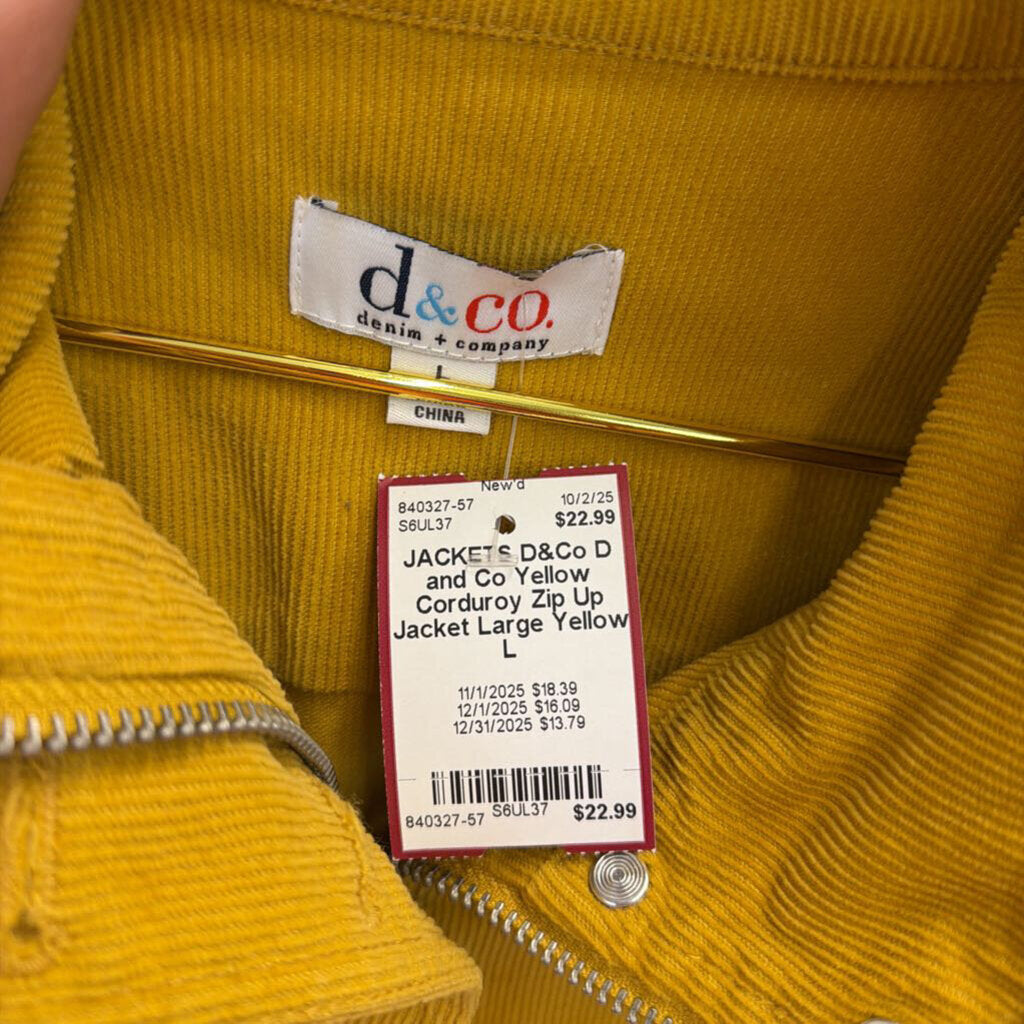 d&co.
denim + company
L
CHINA
New'd
840327-57 10/2/25
S6UL37 $22.99
JACKETS D&Co D
and Co Yellow
Corduroy Zip Up
Jacket Large Yellow
L
11/1/2025 $18.39
12/1/2025 $16.09
12/31/2025 $13.79
840327-57 S6UL37 $22.99